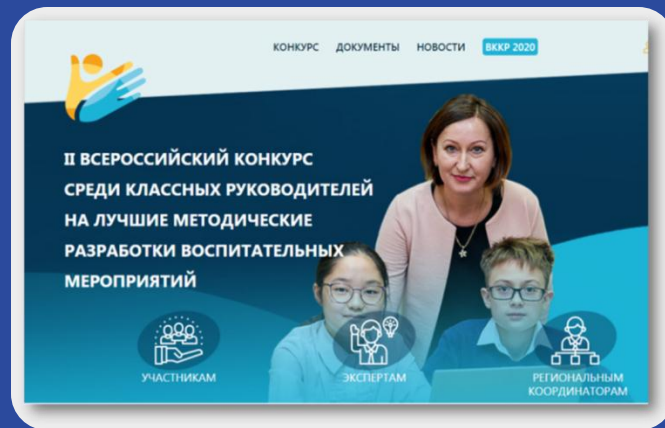 КОНКУРС ДОКУМЕНТЫ НОВОСТИ ВККР 2020
II ВСЕРОССИЙСКИЙ КОНКУРС
СРЕДИ КЛАССНЫХ РУКОВОДИТЕЛЕЙ
НА ЛУЧШИЕ МЕТОДИЧЕСКИЕ
РАЗРАБОТКИ ВОСПИТАТЕЛЬНЫХ
МЕРОПРИЯТИЙ
УЧАСТНИКАМ
ЭКСПЕРТАМ
РЕГИОНАЛЬНЫМ
КООРДИНАТОРАМ